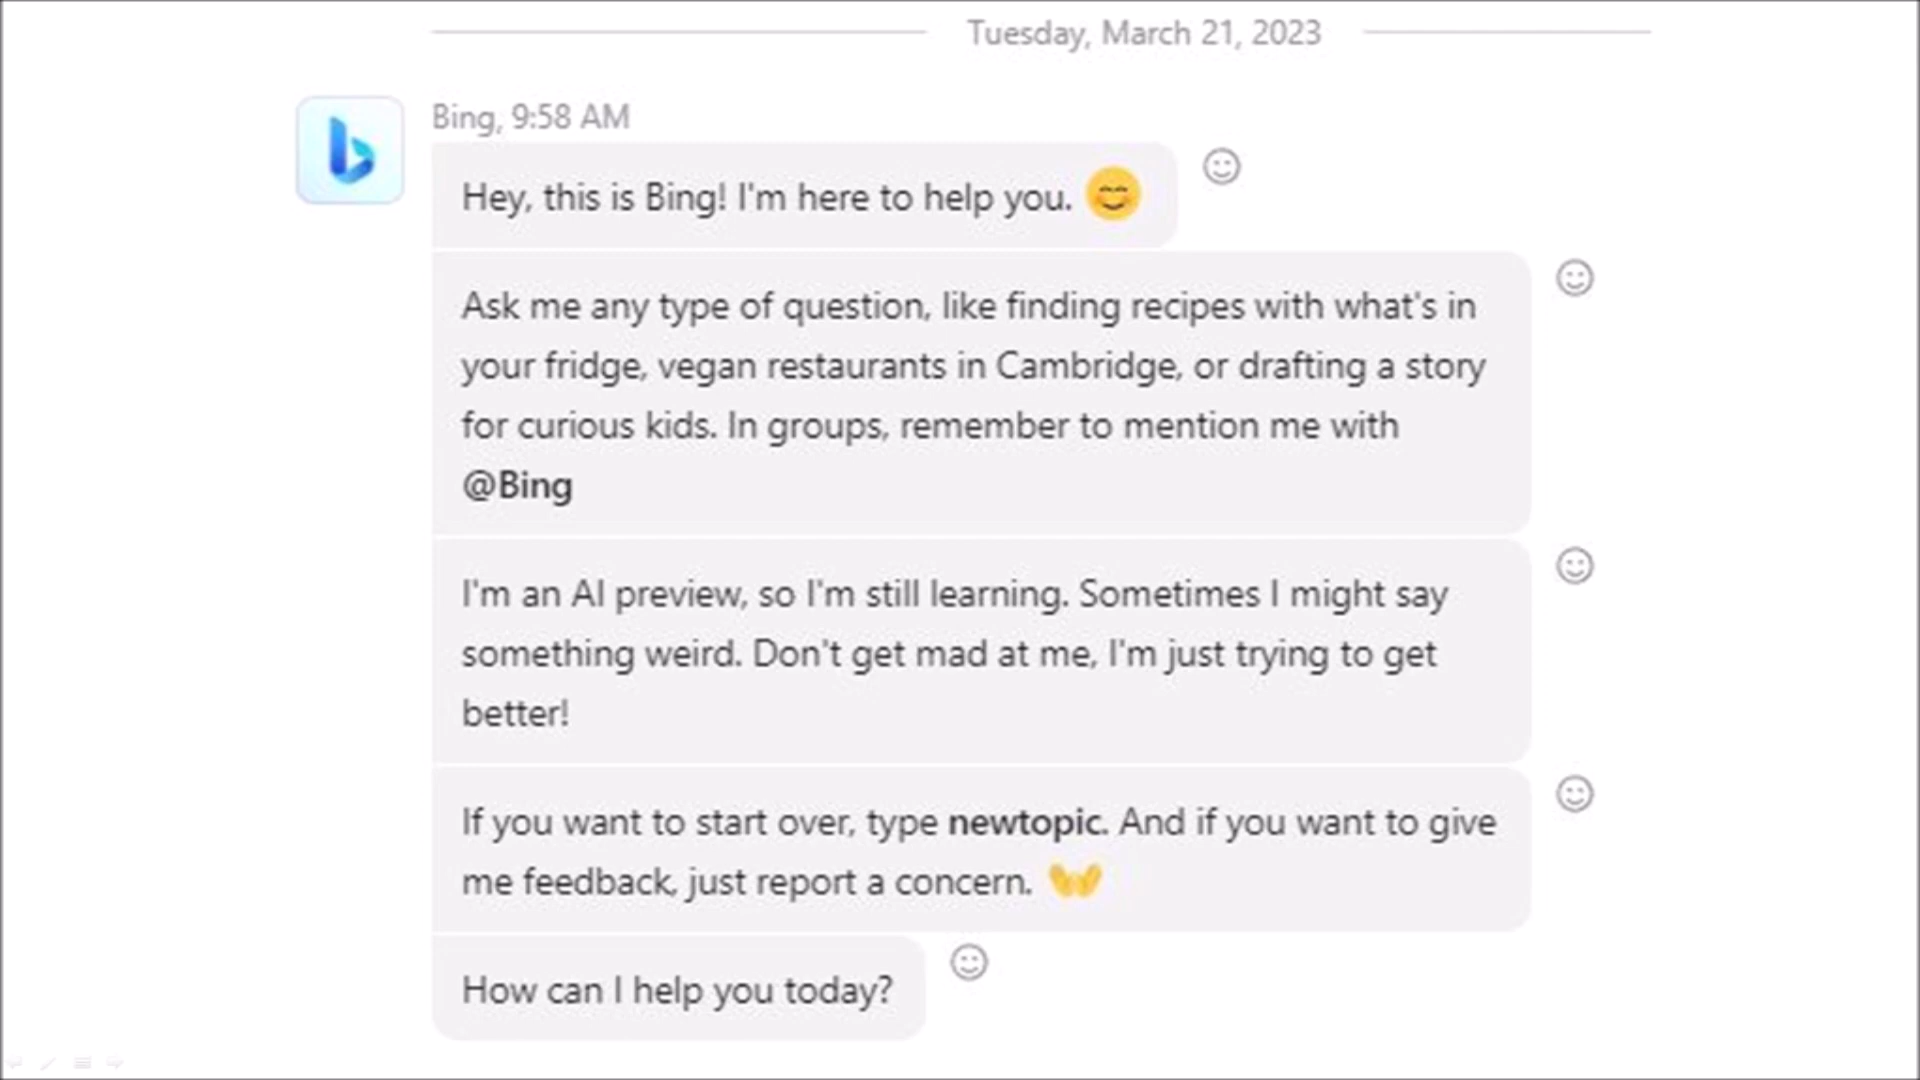 Tuesday, March 21, 2023
Bing, 9:58 AM
Hey, this is Bing! I'm here to help you. 😊
Ask me any type of question, like finding recipes with what's in
your fridge, vegan restaurants in Cambridge, or drafting a story
for curious kids. In groups, remember to mention me with
@Bing
I'm an AI preview, so I'm still learning. Sometimes I might say
something weird. Don't get mad at me, I'm just trying to get
better!
If you want to start over, type newtopic. And if you want to give
me feedback, just report a concern. 👐
How can I help you today?